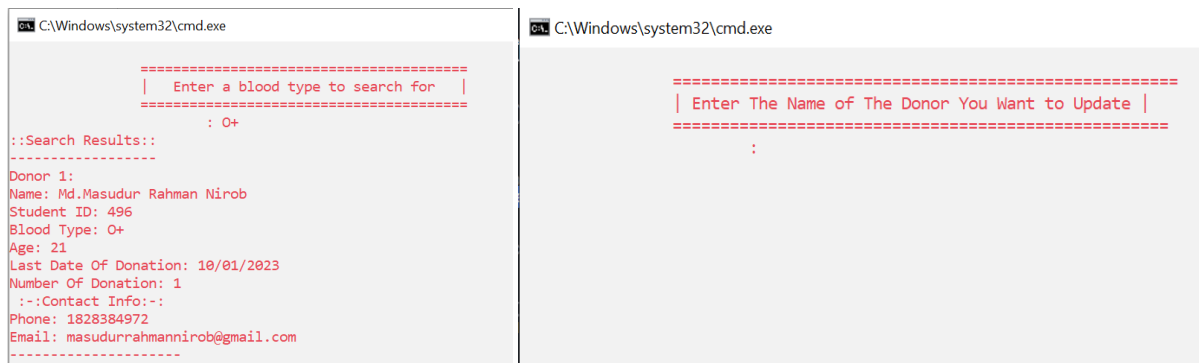 C:\Windows\system32\cmd.exe
========================================
|   Enter a blood type to search for   |
========================================
: O+
::Search Results::
------------------
Donor 1:
Name: Md.Masudur Rahman Nirob
Student ID: 496
Blood Type: O+
Age: 21
Last Date Of Donation: 10/01/2023
Number Of Donation: 1
:-:Contact Info:-:
Phone: 1828384972
Email: masudurrahmannirob@gmail.com
---------------------
C:\Windows\system32\cmd.exe
=====================================================
| Enter The Name of The Donor You Want to Update |
====================================================
: